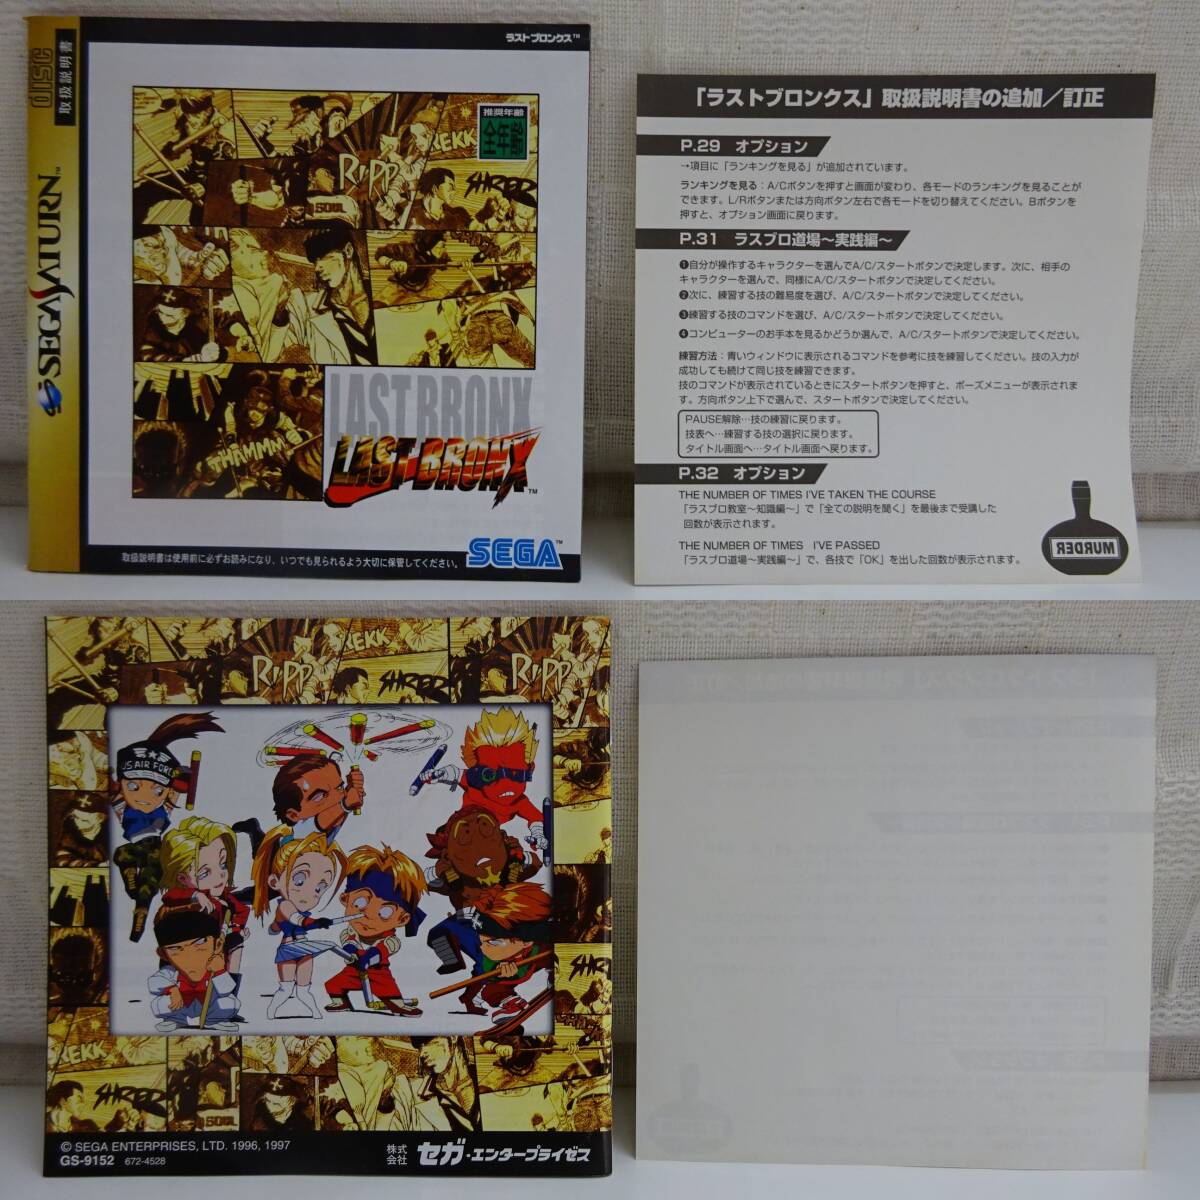 ラストブロンクス™
DISC
取扱説明書
SEGA SATURN™
推奨年齢
全年齢
EKK
RIPP
SHRED
SOUL
THAMMM
LAST BRONX
LAST BRONX™
取扱説明書は使用前に必ずお読みになり、いつでも見られるよう大切に保管してください。
SEGA™
「ラストブロンクス」取扱説明書の追加／訂正
P.29 オプション
→項目に「ランキングを見る」が追加されています。
ランキングを見る：A/Cボタンを押すと画面が変わり、各モードのランキングを見ることが
できます。L/Rボタンまたは方向ボタン左右で各モードを切り替えてください。Bボタンを
押すと、オプション画面に戻ります。
P.31 ラスブロ道場～実践編～
❶自分が操作するキャラクターを選んでA/C/スタートボタンで決定します。次に、相手の
キャラクターを選んで、同様にA/C/スタートボタンで決定してください。
❷次に、練習する技の難易度を選び、A/C/スタートボタンで決定してください。
❸練習する技のコマンドを選び、A/C/スタートボタンで決定してください。
❹コンピューターのお手本を見るかどうか選んで、A/C/スタートボタンで決定してください。
練習方法：青いウィンドウに表示されるコマンドを参考に技を練習してください。技の入力が
成功しても続けて同じ技を練習できます。
技のコマンドが表示されているときにスタートボタンを押すと、ポーズメニューが表示されま
す。方向ボタン上下で選んで、スタートボタンで決定してください。
PAUSE解除…技の練習に戻ります。
技表へ…練習する技の選択に戻ります。
タイトル画面へ…タイトル画面へ戻ります。
P.32 オプション
THE NUMBER OF TIMES I'VE TAKEN THE COURSE
「ラスブロ教室～知識編～」で「全ての説明を聞く」を最後まで受講した
回数が表示されます。
THE NUMBER OF TIMES I'VE PASSED
「ラスブロ道場～実践編～」で、各技で「OK」を出した回数が表示されます。
MURDER
EKK
RIPP
SHRED
RIPP
US AIR FORC
EKK
SHRED
SOUL
© SEGA ENTERPRISES, LTD. 1996, 1997
GS-9152 672-4528
株式会社 セガ・エンタープライゼス